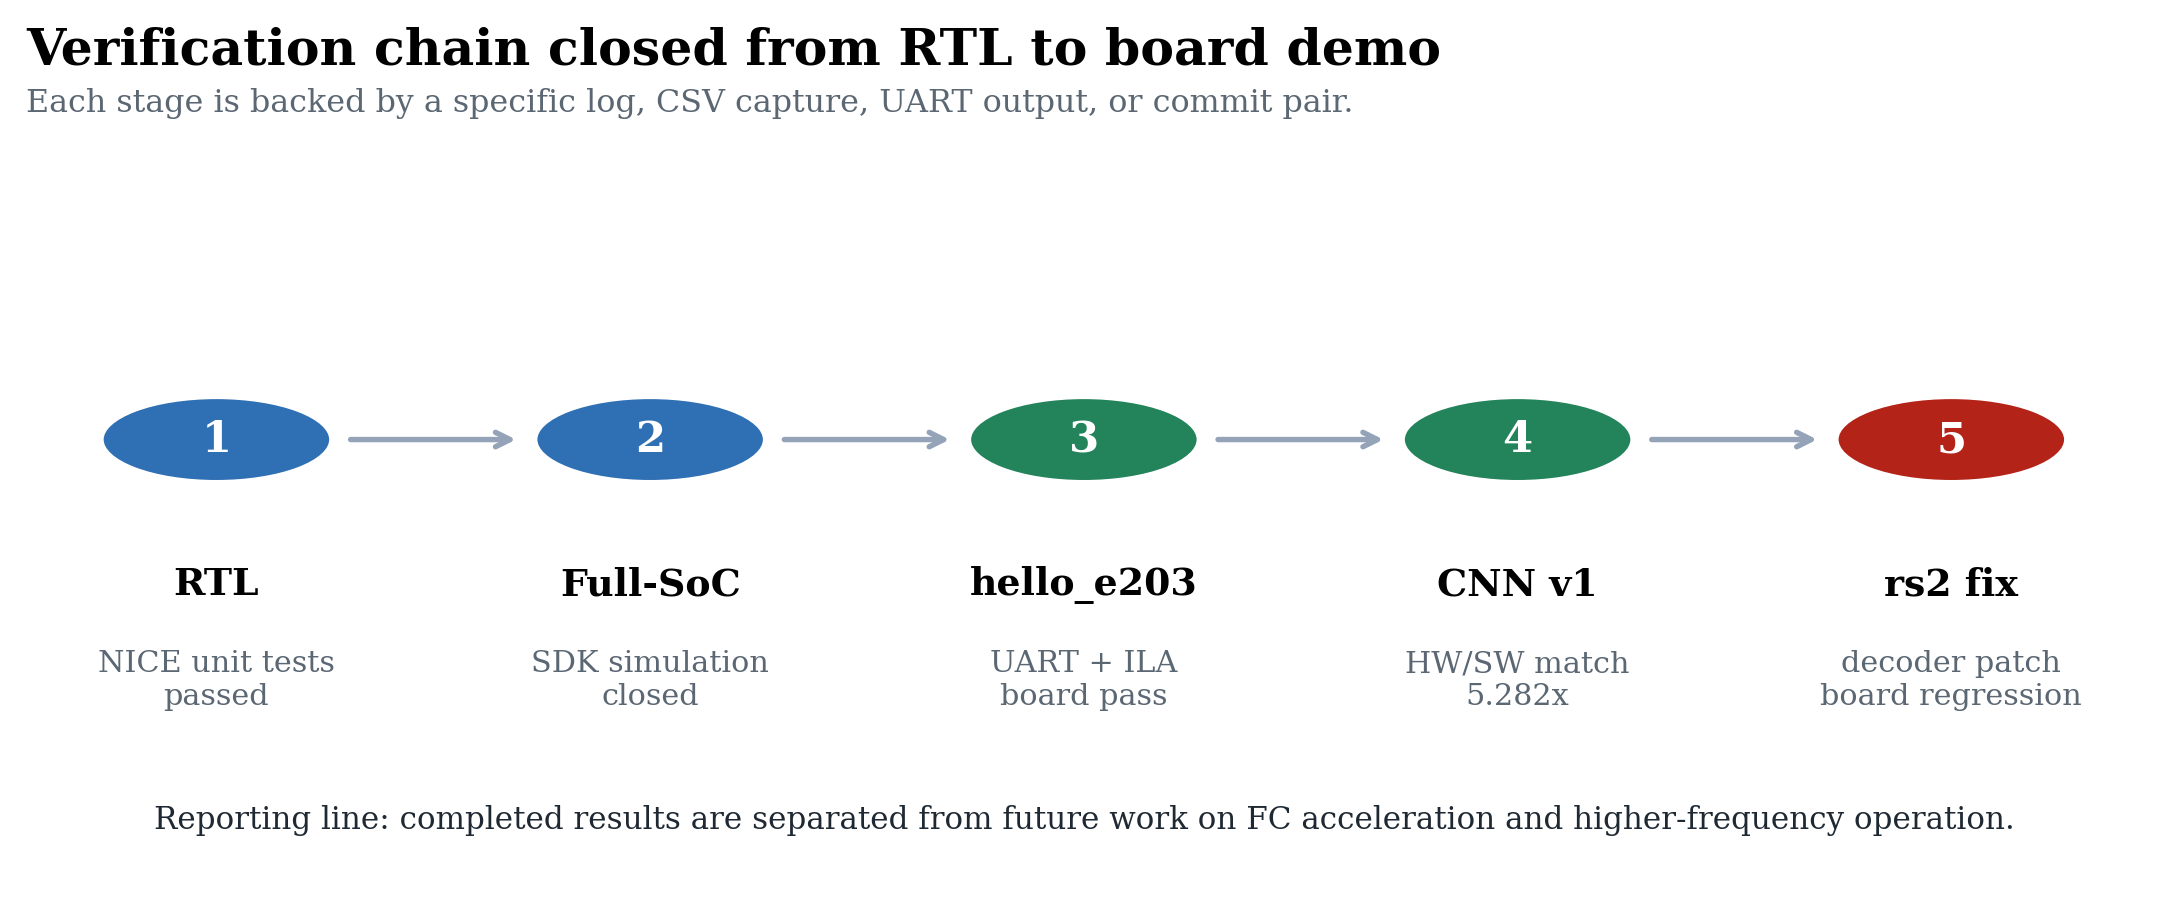 Verification chain closed from RTL to board demo
Each stage is backed by a specific log, CSV capture, UART output, or commit pair.
1
2
3
4
5
RTL
Full-SoC
hello_e203
CNN v1
rs2 fix
NICE unit tests
passed
SDK simulation
closed
UART + ILA
board pass
HW/SW match
5.282x
decoder patch
board regression
Reporting line: completed results are separated from future work on FC acceleration and higher-frequency operation.